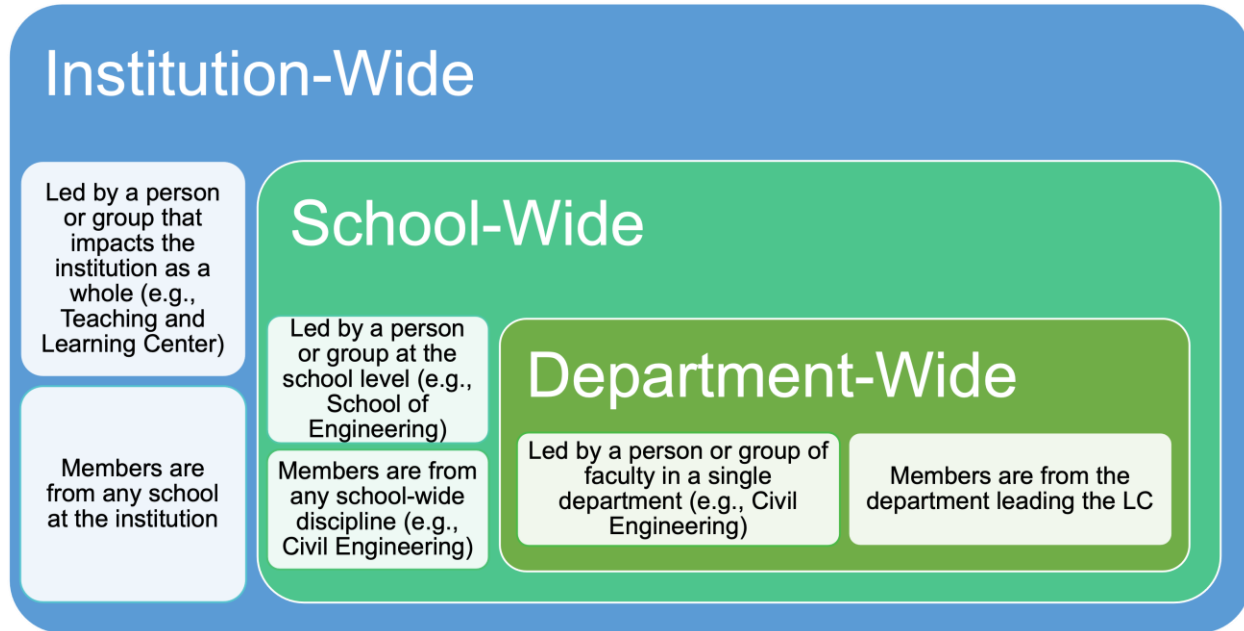 Institution-Wide
Led by a person
or group that
impacts the
institution as a
whole (e.g.,
Teaching and
Learning Center)
Members are
from any school
at the institution
School-Wide
Led by a person
or group at the
school level (e.g.,
School of
Engineering)
Members are from
any school-wide
discipline (e.g.,
Civil Engineering)
Department-Wide
Led by a person or group of
faculty in a single
department (e.g., Civil
Engineering)
Members are from the
department leading the LC